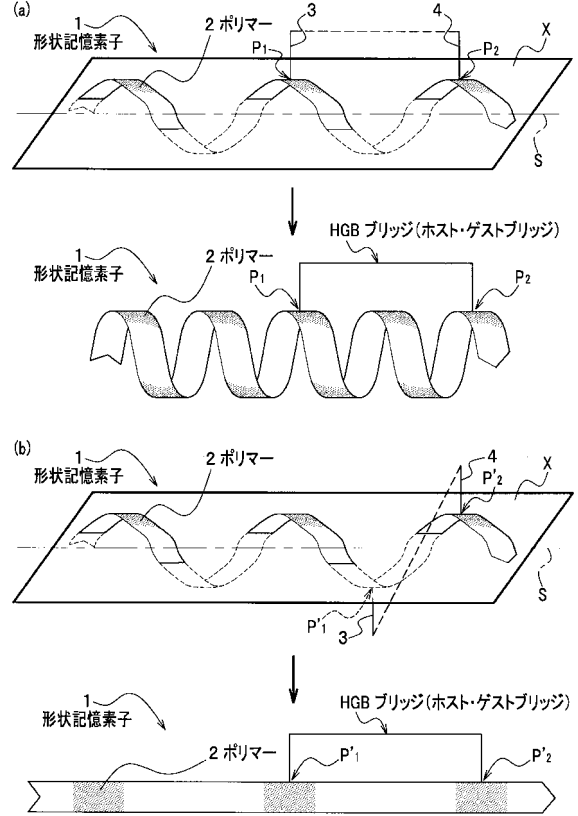 (a)
1
形状記憶素子
2 ポリマー
P1
3
4
P2
X
S
1
形状記憶素子
2 ポリマー
HGB ブリッジ(ホスト・ゲストブリッジ)
P1
P2
(b)
1
形状記憶素子
2 ポリマー
4
P'2
X
S
P'1
3
1
形状記憶素子
2 ポリマー
HGB ブリッジ(ホスト・ゲストブリッジ)
P'1
P'2